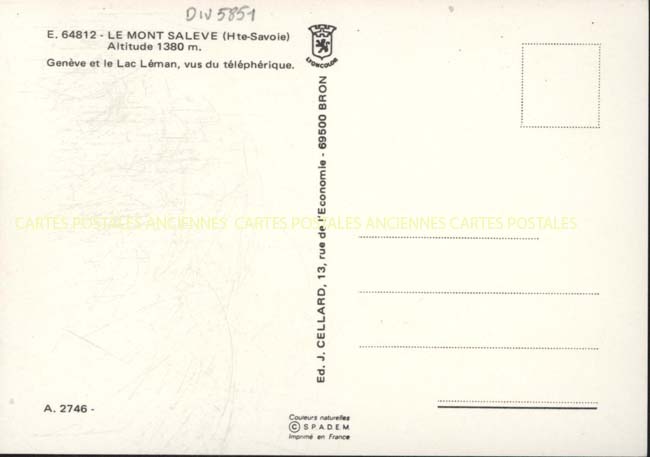 DIV 5851
E. 64812 - LE MONT SALEVE (Hte-Savoie)
Altitude 1380 m.
Genève et le Lac Léman, vus du téléphérique.
LYONCOLOR
Ed. J. CELLARD, 13, rue de l'Economie - 69500 BRON
CARTES POSTALES ANCIENNES CARTES POSTALES ANCIENNES CARTES POSTALES
A. 2746 -
Couleurs naturelles
© S.P.A.D.E.M.
Imprimé en France